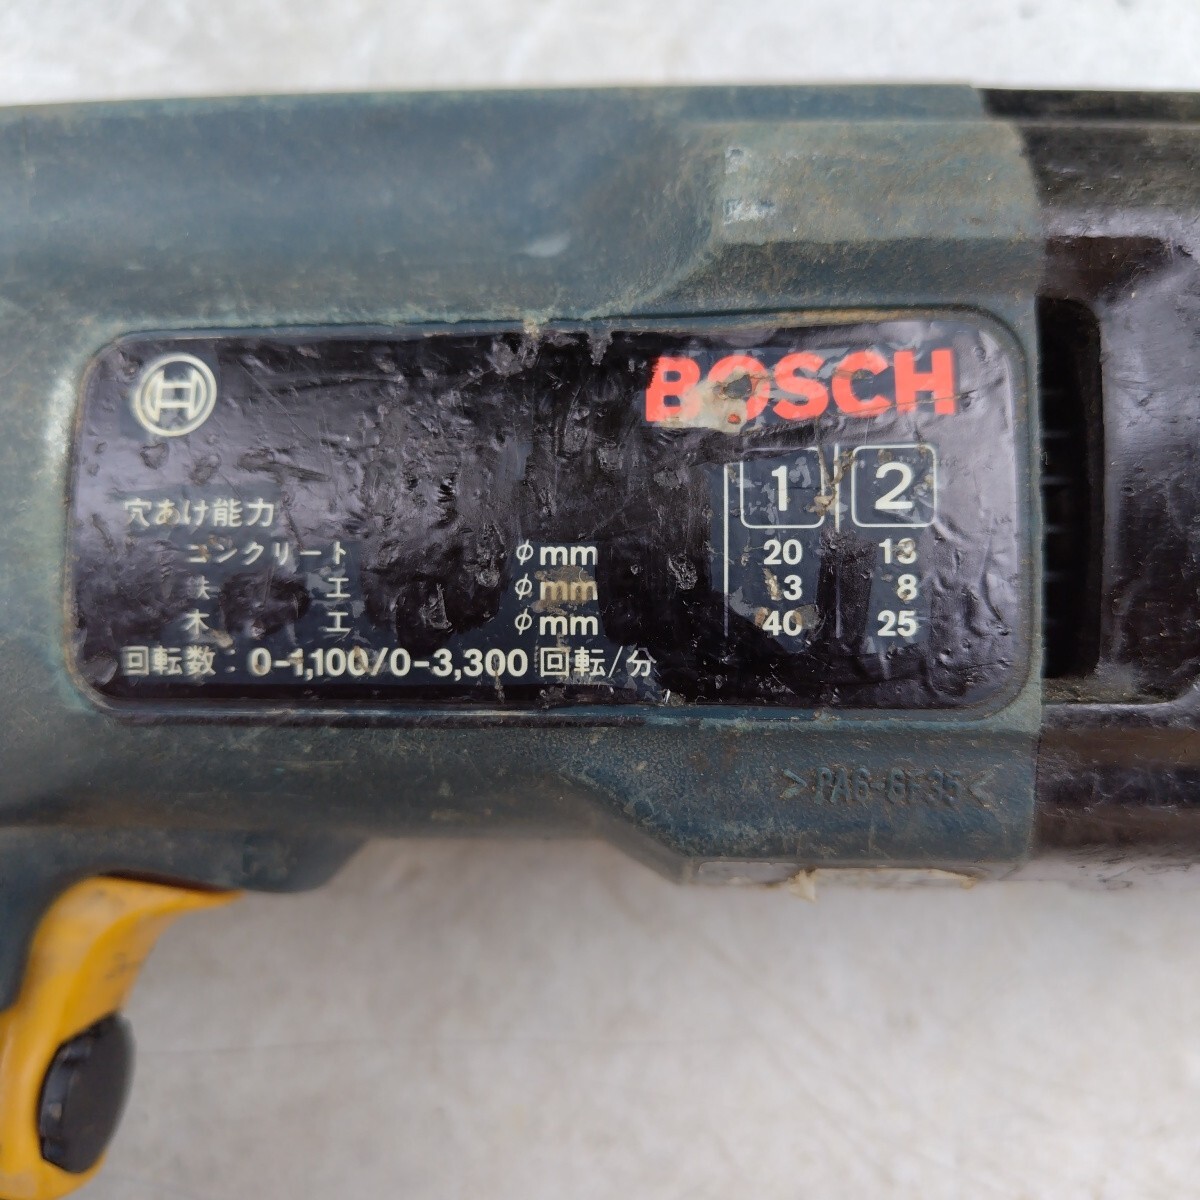 BOSCH
1 2
穴あけ能力
コンクリート φmm 20 13
工 φmm 13 8
木 工 φmm 40 25
回転数: 0-1,100/0-3,300 回転/分